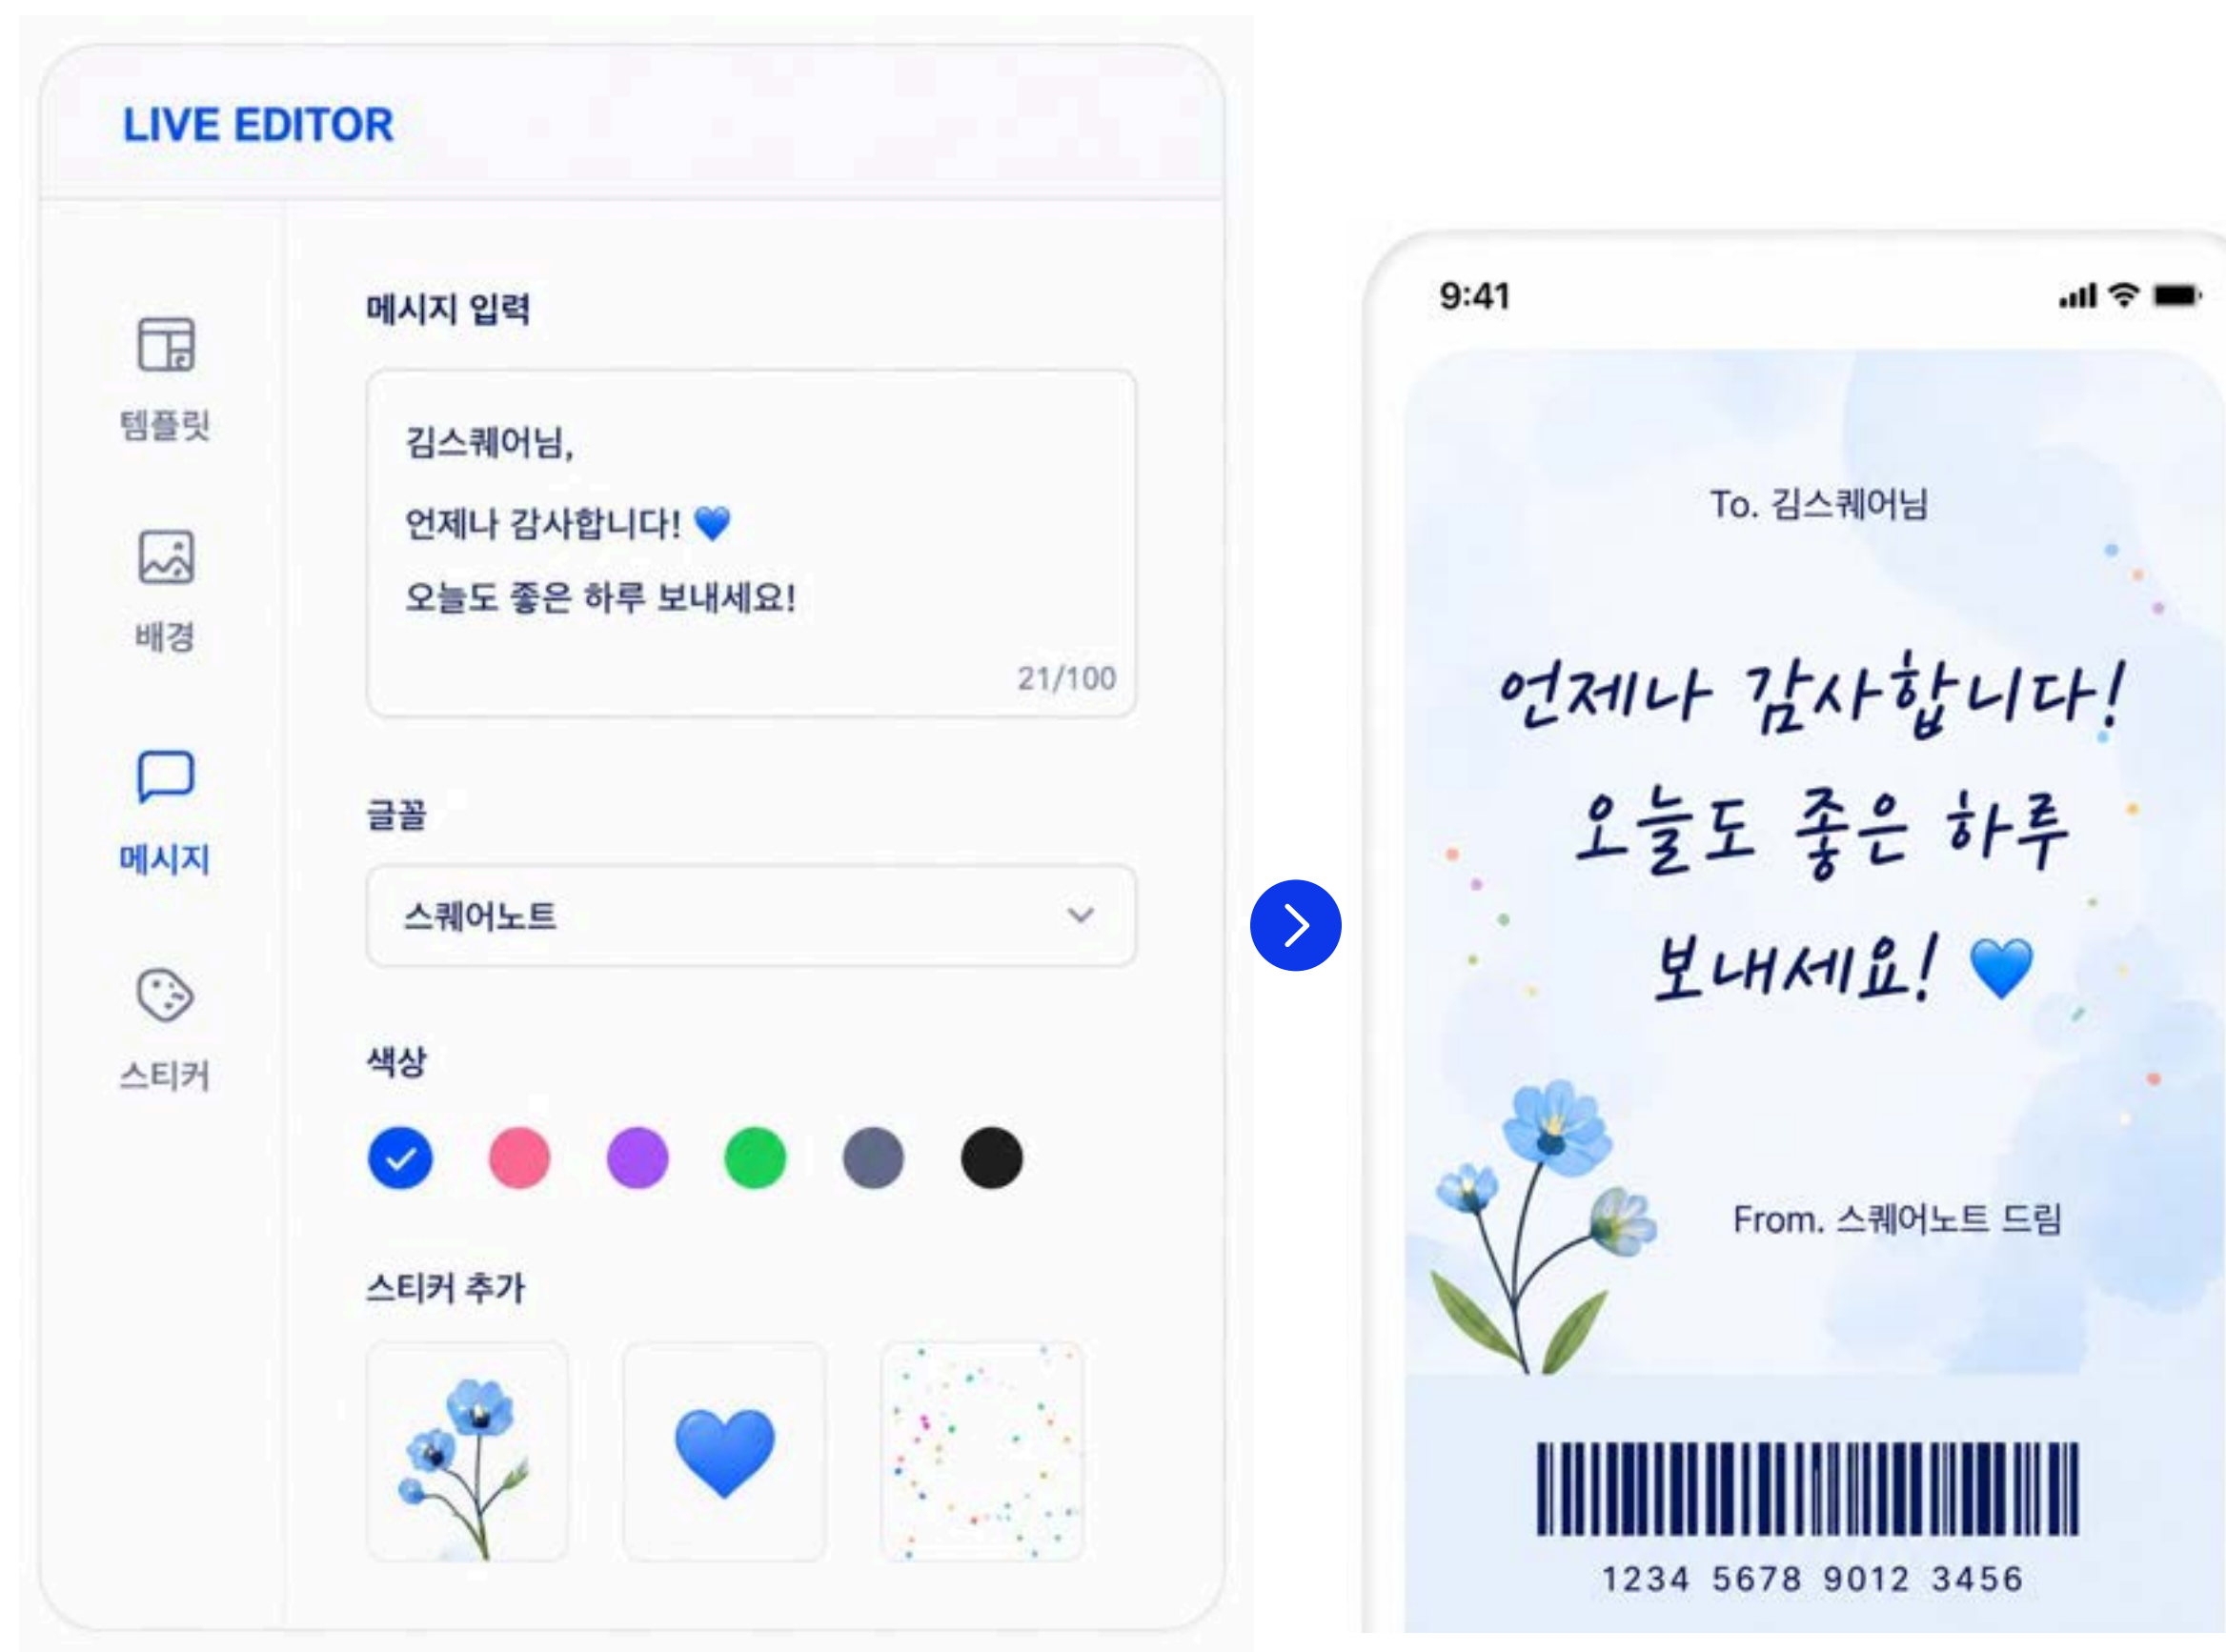 LIVE EDITOR
템플릿
배경
메시지
스티커
메시지 입력
김스퀘어님,
언제나 감사합니다! 💙
오늘도 좋은 하루 보내세요!
21/100
글꼴
스퀘어노트
색상
스티커 추가
9:41
To. 김스퀘어님
언제나 감사합니다!
오늘도 좋은 하루
보내세요! 💙
From. 스퀘어노트 드림
1234 5678 9012 3456